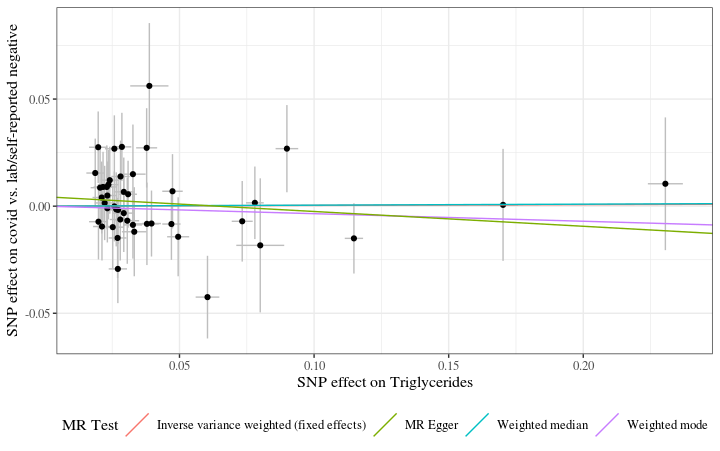 SNP effect on covid vs. lab/self-reported negative
0.05
0.00
-0.05
0.05
0.10
0.15
0.20
SNP effect on Triglycerides
MR Test
Inverse variance weighted (fixed effects)
MR Egger
Weighted median
Weighted mode